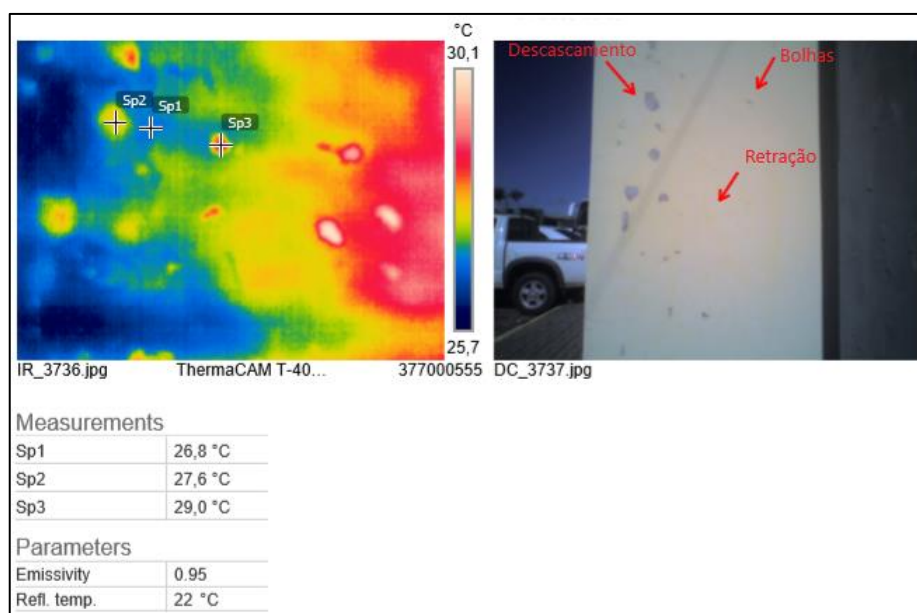 °C
30,1
Sp2
Sp1
Sp3
25,7
IR_3736.jpg ThermaCAM T-40... 377000555
Descascamento
Bolhas
Retração
DC_3737.jpg
Measurements
Sp1 26,8 °C
Sp2 27,6 °C
Sp3 29,0 °C
Parameters
Emissivity 0.95
Refl. temp. 22 °C